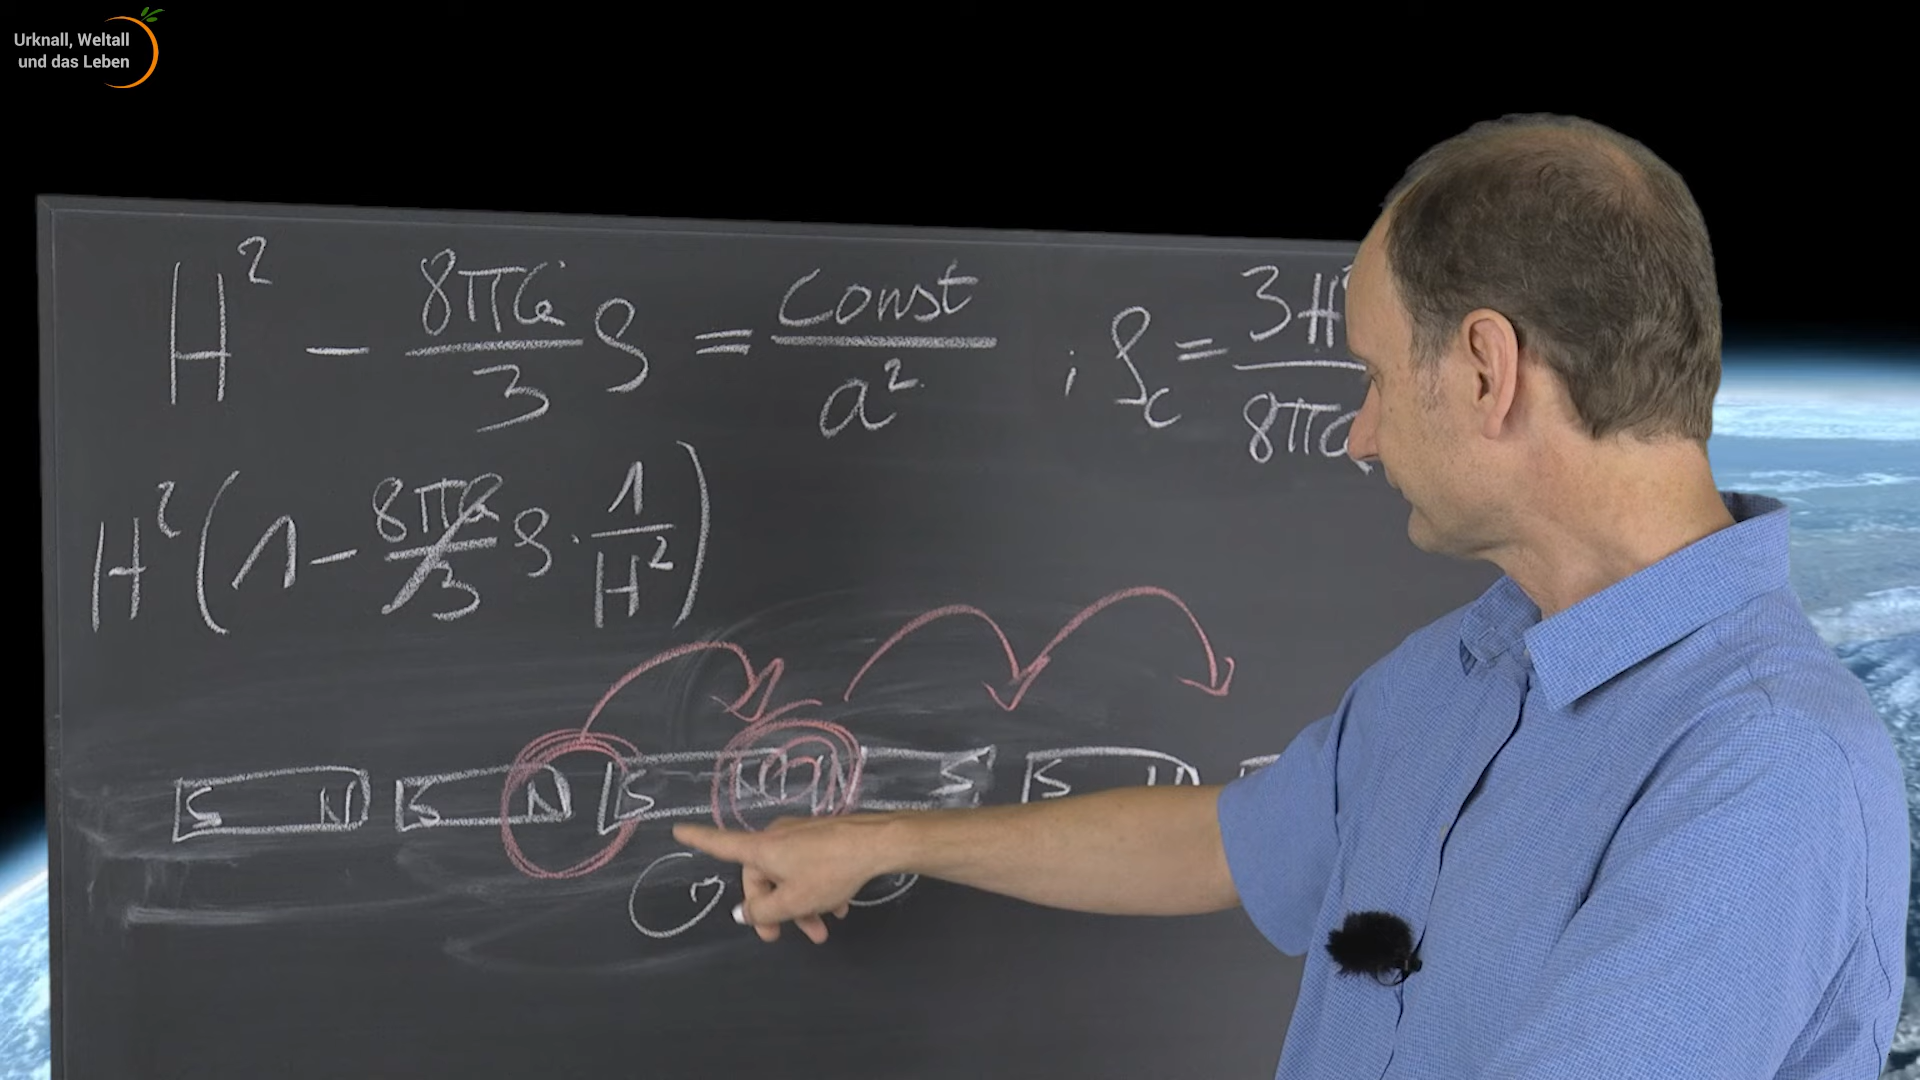 Urknall, Weltall
und das Leben
H² - 8πG/3 ρ = const/a² ; ρc = 3H²/8πG
H² (1 - 8πG/3 ρ · 1/H²)
S N S N S N N S S N